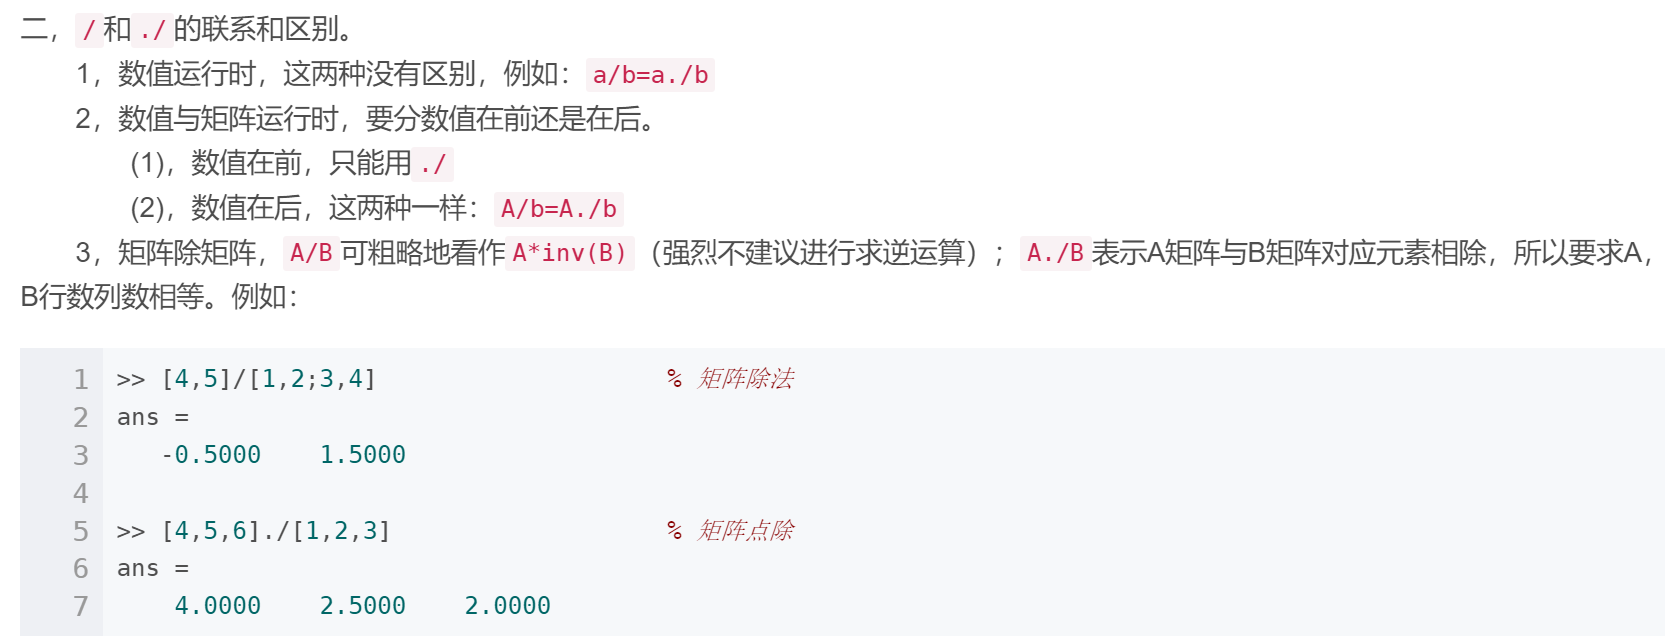 二，/和./的联系和区别。
1，数值运行时，这两种没有区别，例如：a/b=a./b
2，数值与矩阵运行时，要分数值在前还是在后。
(1)，数值在前，只能用./
(2)，数值在后，这两种一样：A/b=A./b
3，矩阵除矩阵，A/B可粗略地看作A*inv(B)（强烈不建议进行求逆运算）；A./B表示A矩阵与B矩阵对应元素相除，所以要求A，
B行数列数相等。例如：
1 >> [4,5]/[1,2;3,4] % 矩阵除法
2 ans =
3 -0.5000 1.5000
4
5 >> [4,5,6]./[1,2,3] % 矩阵点除
6 ans =
7 4.0000 2.5000 2.0000